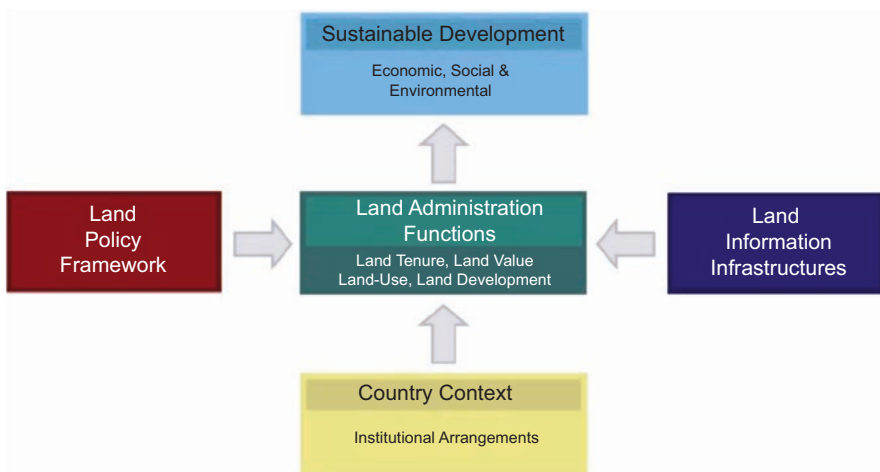 Sustainable Development
Economic, Social &
Environmental
Land
Policy
Framework
Land Administration
Functions
Land Tenure, Land Value
Land-Use, Land Development
Land
Information
Infrastructures
Country Context
Institutional Arrangements